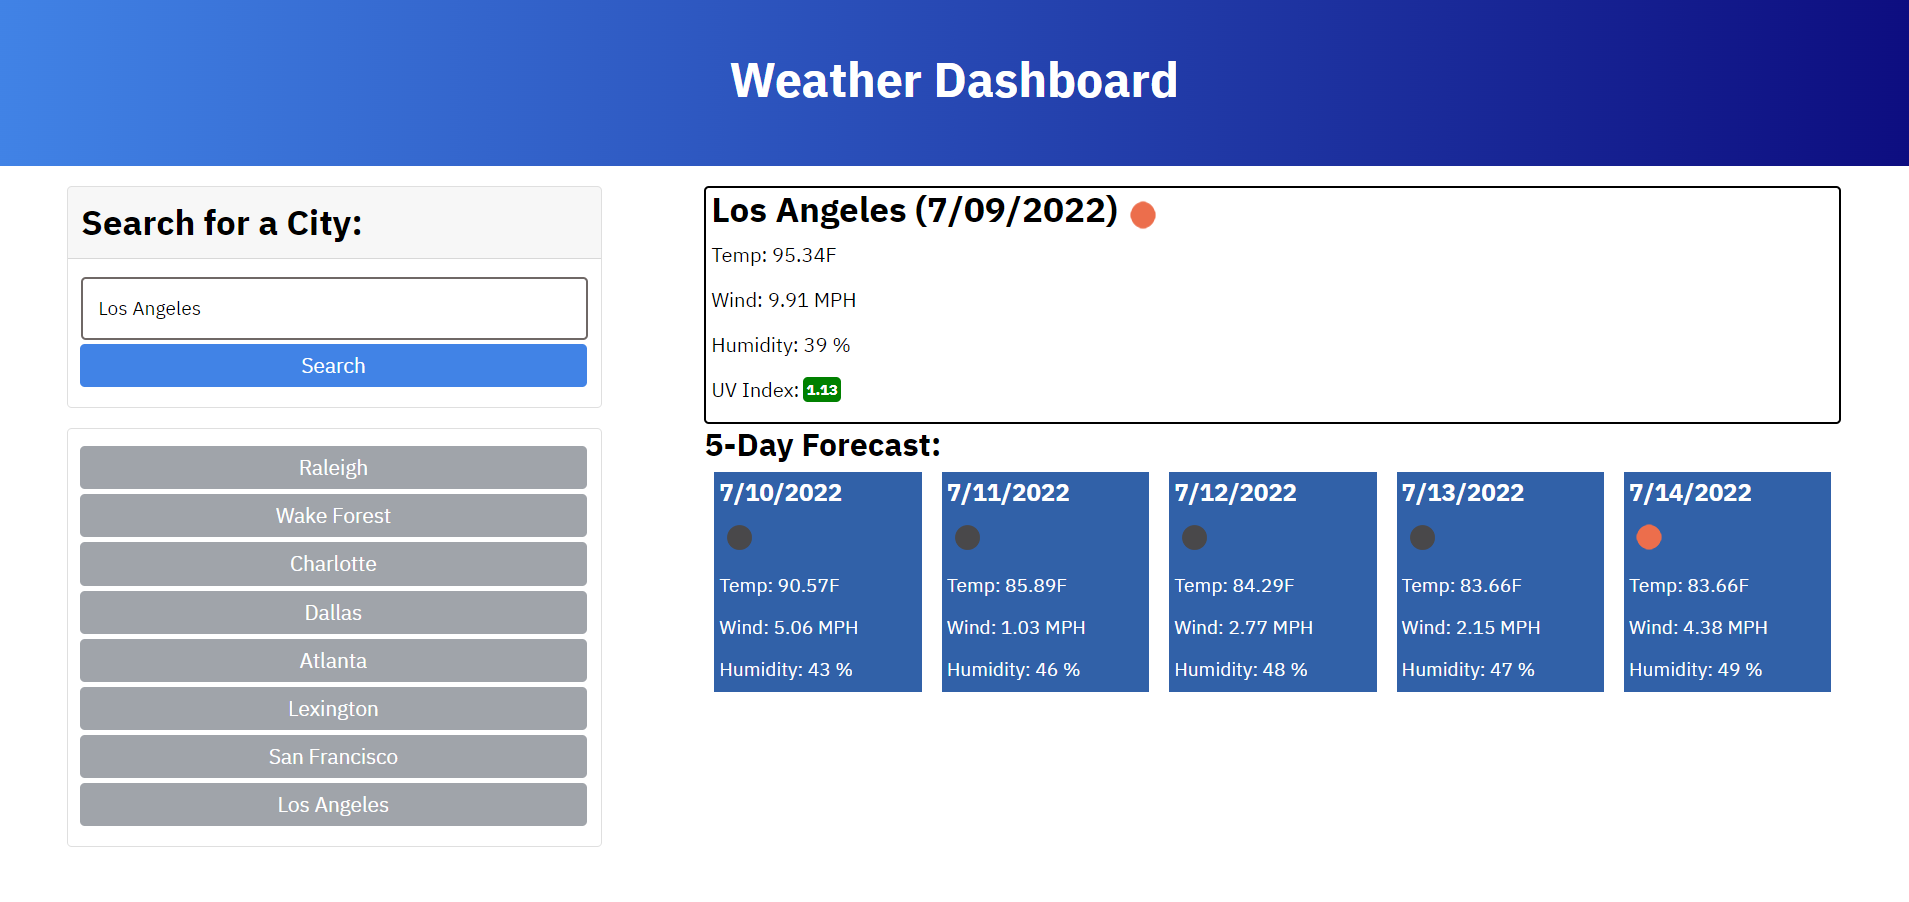 Weather Dashboard
Search for a City:
Los Angeles
Search
Raleigh
Wake Forest
Charlotte
Dallas
Atlanta
Lexington
San Francisco
Los Angeles
Los Angeles (7/09/2022)
Temp: 95.34F
Wind: 9.91 MPH
Humidity: 39 %
UV Index: 1.13
5-Day Forecast:
7/10/2022
Temp: 90.57F
Wind: 5.06 MPH
Humidity: 43 %
7/11/2022
Temp: 85.89F
Wind: 1.03 MPH
Humidity: 46 %
7/12/2022
Temp: 84.29F
Wind: 2.77 MPH
Humidity: 48 %
7/13/2022
Temp: 83.66F
Wind: 2.15 MPH
Humidity: 47 %
7/14/2022
Temp: 83.66F
Wind: 4.38 MPH
Humidity: 49 %